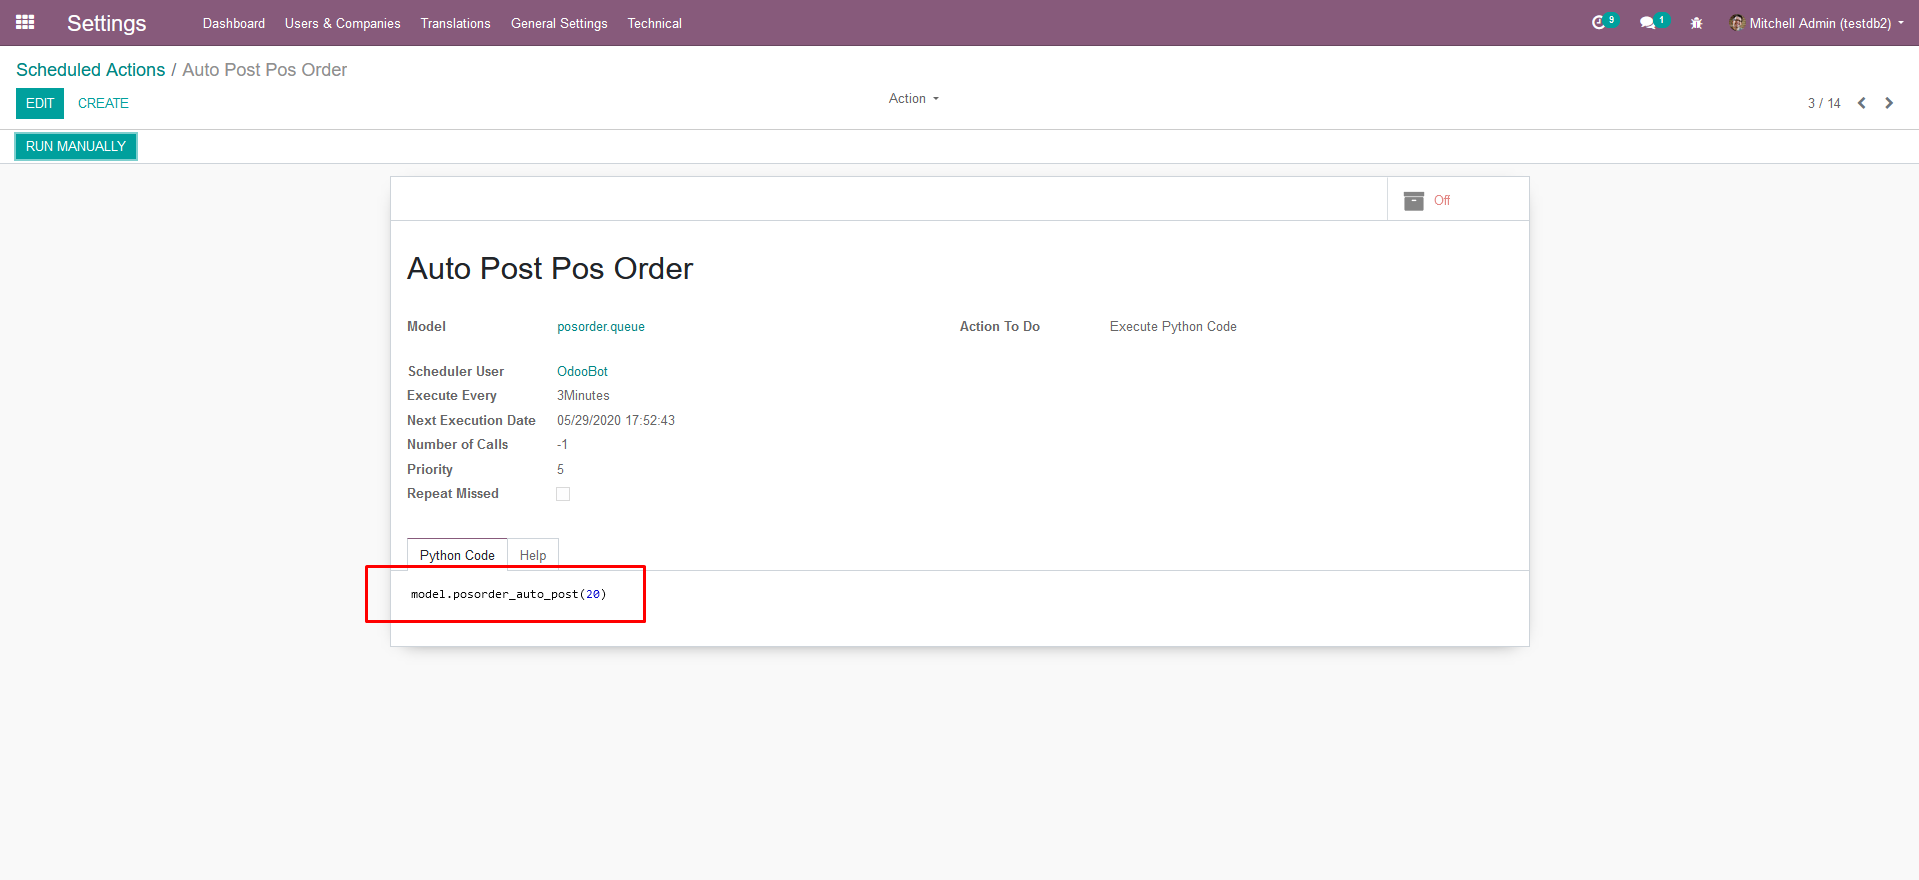 Settings
Dashboard
Users & Companies
Translations
General Settings
Technical
9
1
Mitchell Admin (testdb2)
Scheduled Actions / Auto Post Pos Order
EDIT
CREATE
Action
3 / 14
RUN MANUALLY
Off
Auto Post Pos Order
Model posorder.queue
Action To Do Execute Python Code
Scheduler User OdooBot
Execute Every 3Minutes
Next Execution Date 05/29/2020 17:52:43
Number of Calls -1
Priority 5
Repeat Missed
Python Code
Help
model.posorder_auto_post(20)